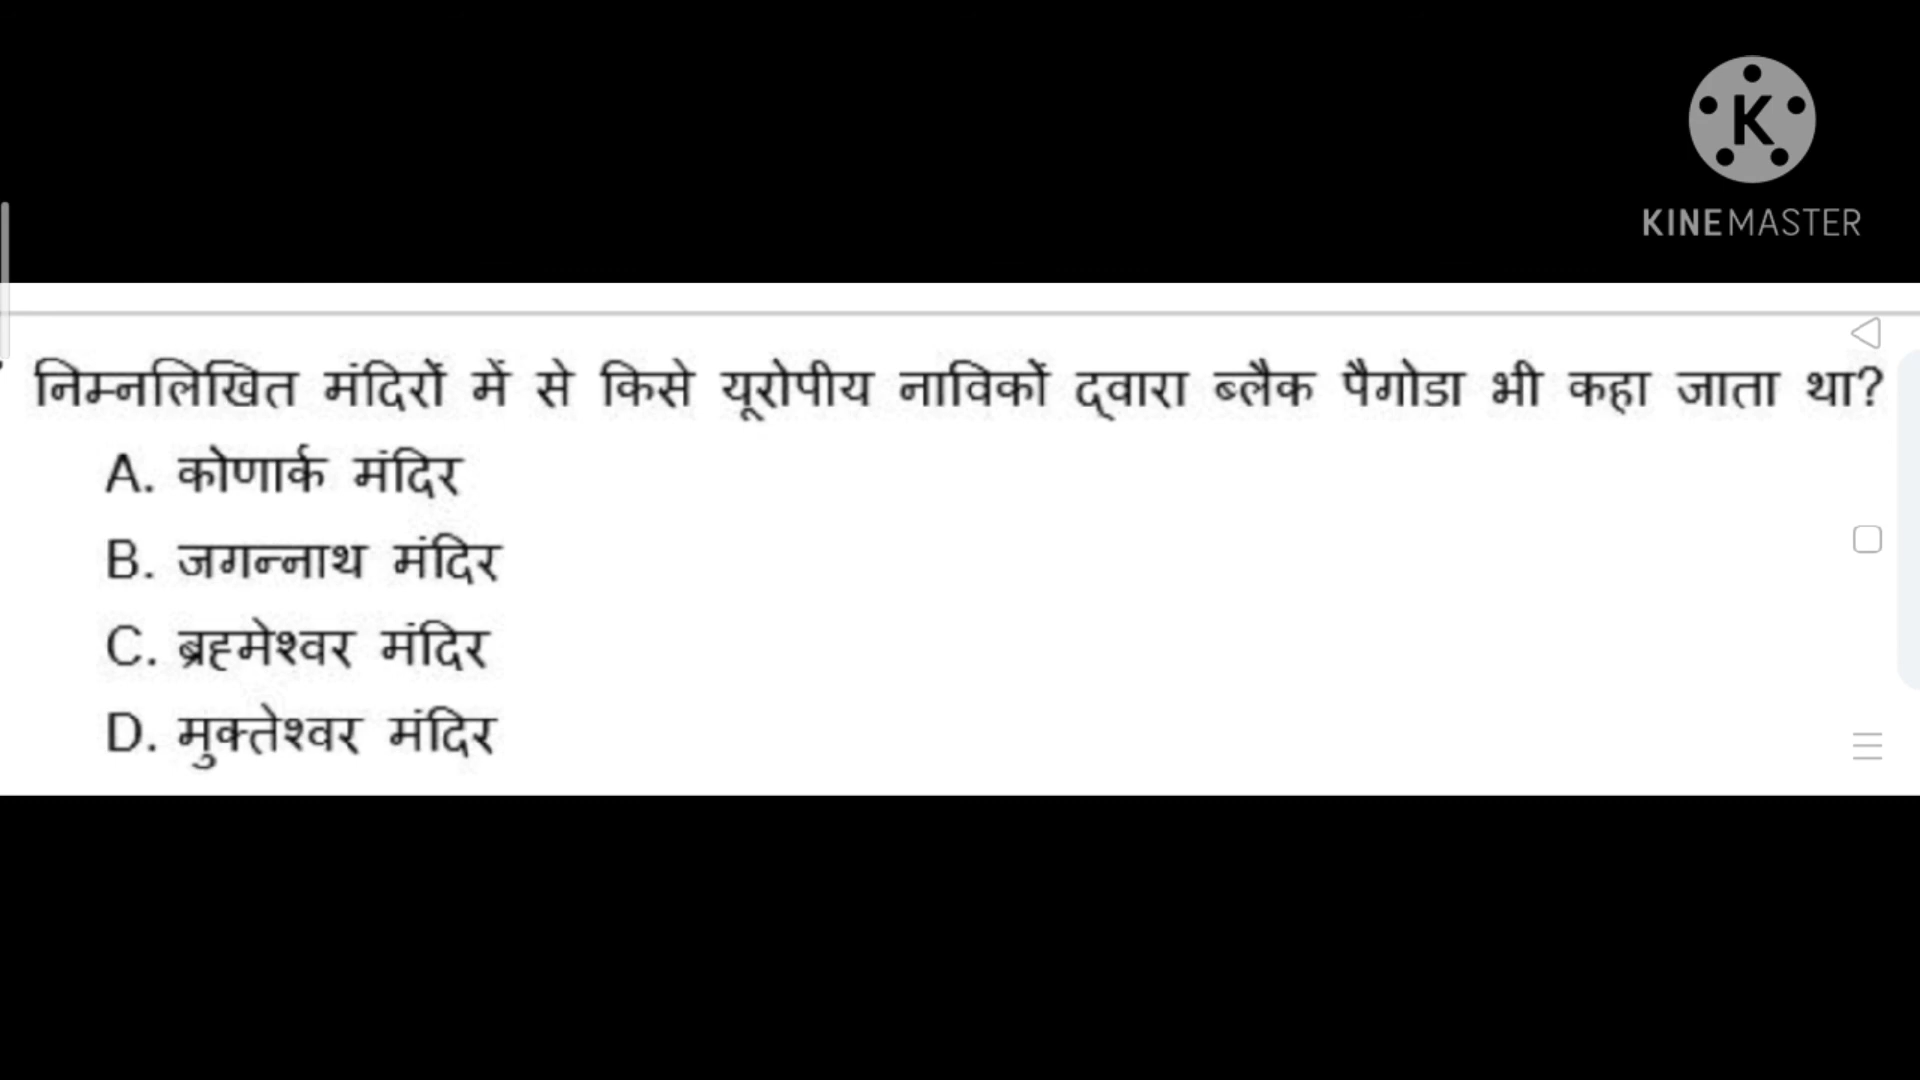 KINEMASTER
निम्नलिखित मंदिरों में से किसे यूरोपीय नाविकों द्वारा ब्लैक पैगोडा भी कहा जाता था?
A. कोणार्क मंदिर
B. जगन्नाथ मंदिर
C. ब्रह्मेश्वर मंदिर
D. मुक्तेश्वर मंदिर